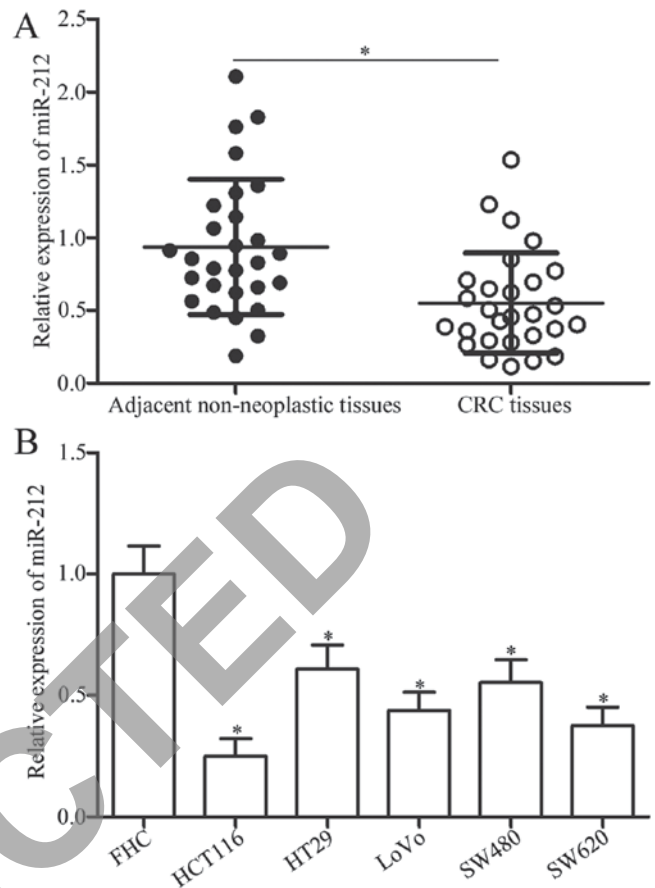 A
Relative expression of miR-212
2.5
2.0
1.5
1.0
0.5
0.0
*
Adjacent non-neoplastic tissues
CRC tissues
B
Relative expression of miR-212
1.5
1.0
0.5
0.0
*
*
*
*
*
FHC
HCT116
HT29
LoVo
SW480
SW620
CTED